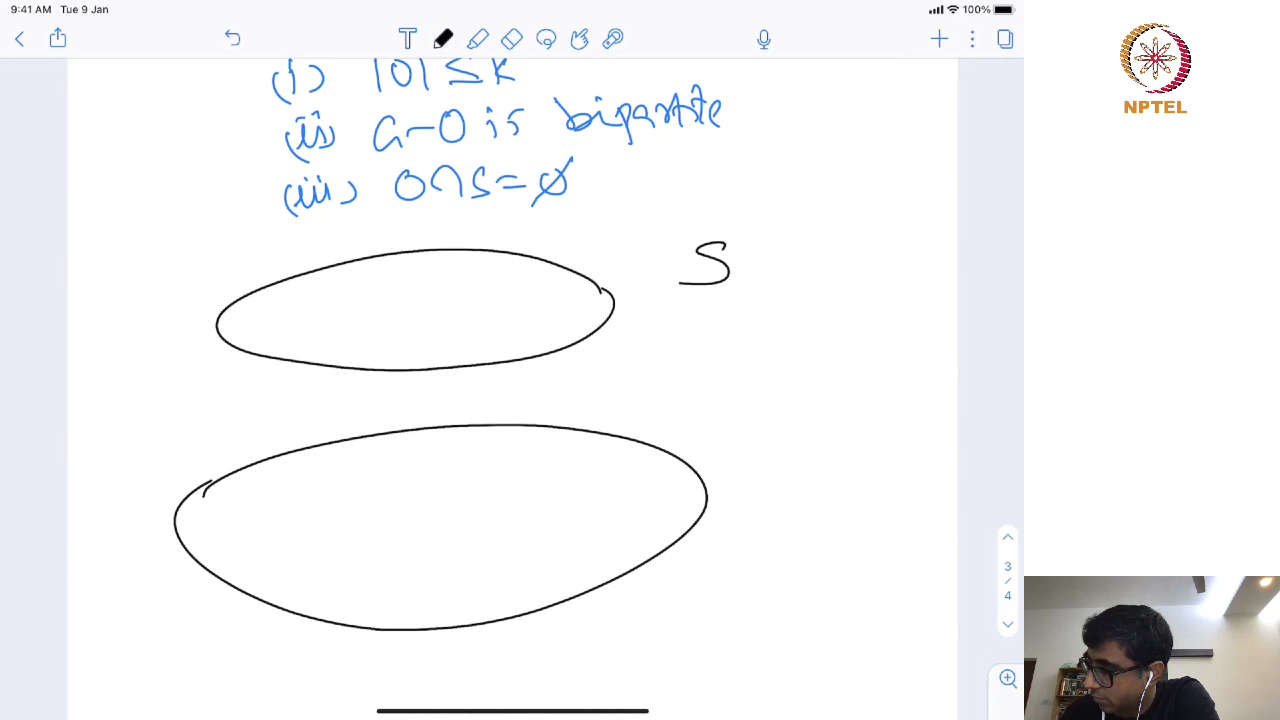 9:41 AM Tue 9 Jan
100%
NPTEL
(i) |O| ≤ k
(ii) G-O is bipartite
(iii) O∩S=∅
S
3
/
4